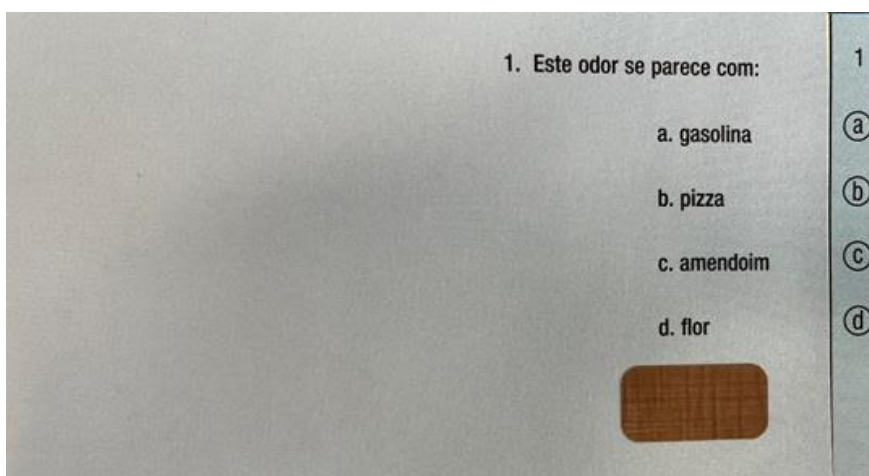 1. Este odor se parece com:
1
a. gasolina
a
b. pizza
b
c. amendoim
c
d. flor
d